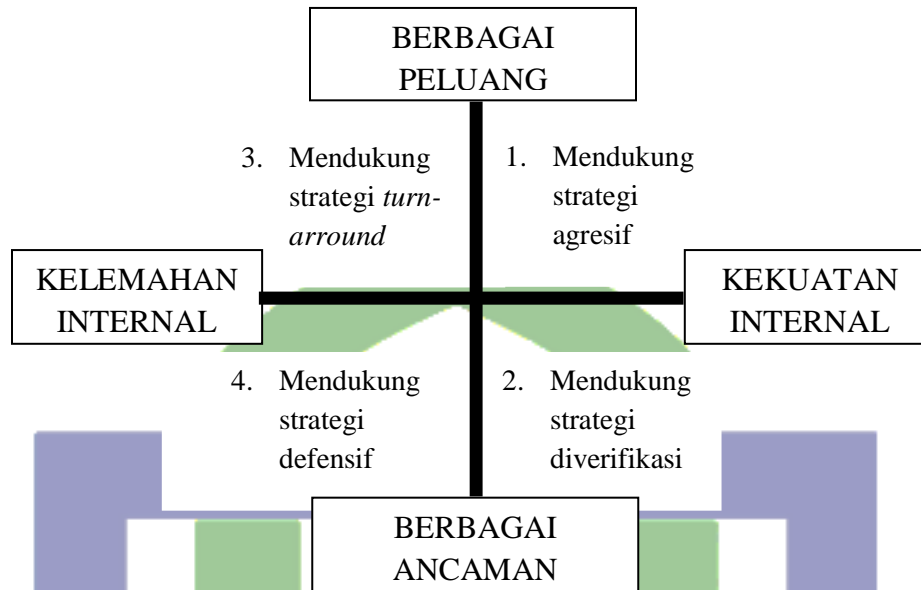 BERBAGAI
PELUANG
3. Mendukung
strategi turn-
arround
1. Mendukung
strategi
agresif
KELEMAHAN
INTERNAL
KEKUATAN
INTERNAL
4. Mendukung
strategi
defensif
2. Mendukung
strategi
diverifikasi
BERBAGAI
ANCAMAN